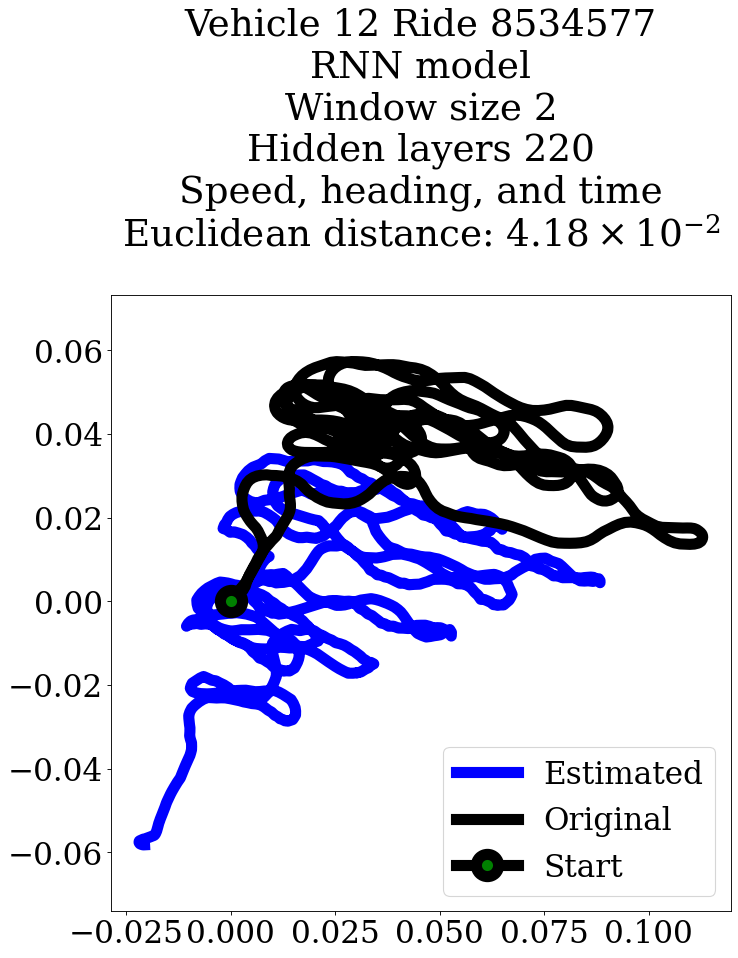 Vehicle 12 Ride 8534577
RNN model
Window size 2
Hidden layers 220
Speed, heading, and time
Euclidean distance: 4.18 × 10⁻²
0.06
0.04
0.02
0.00
−0.02
−0.04
−0.06
Estimated
Original
Start
−0.025 0.000 0.025 0.050 0.075 0.100